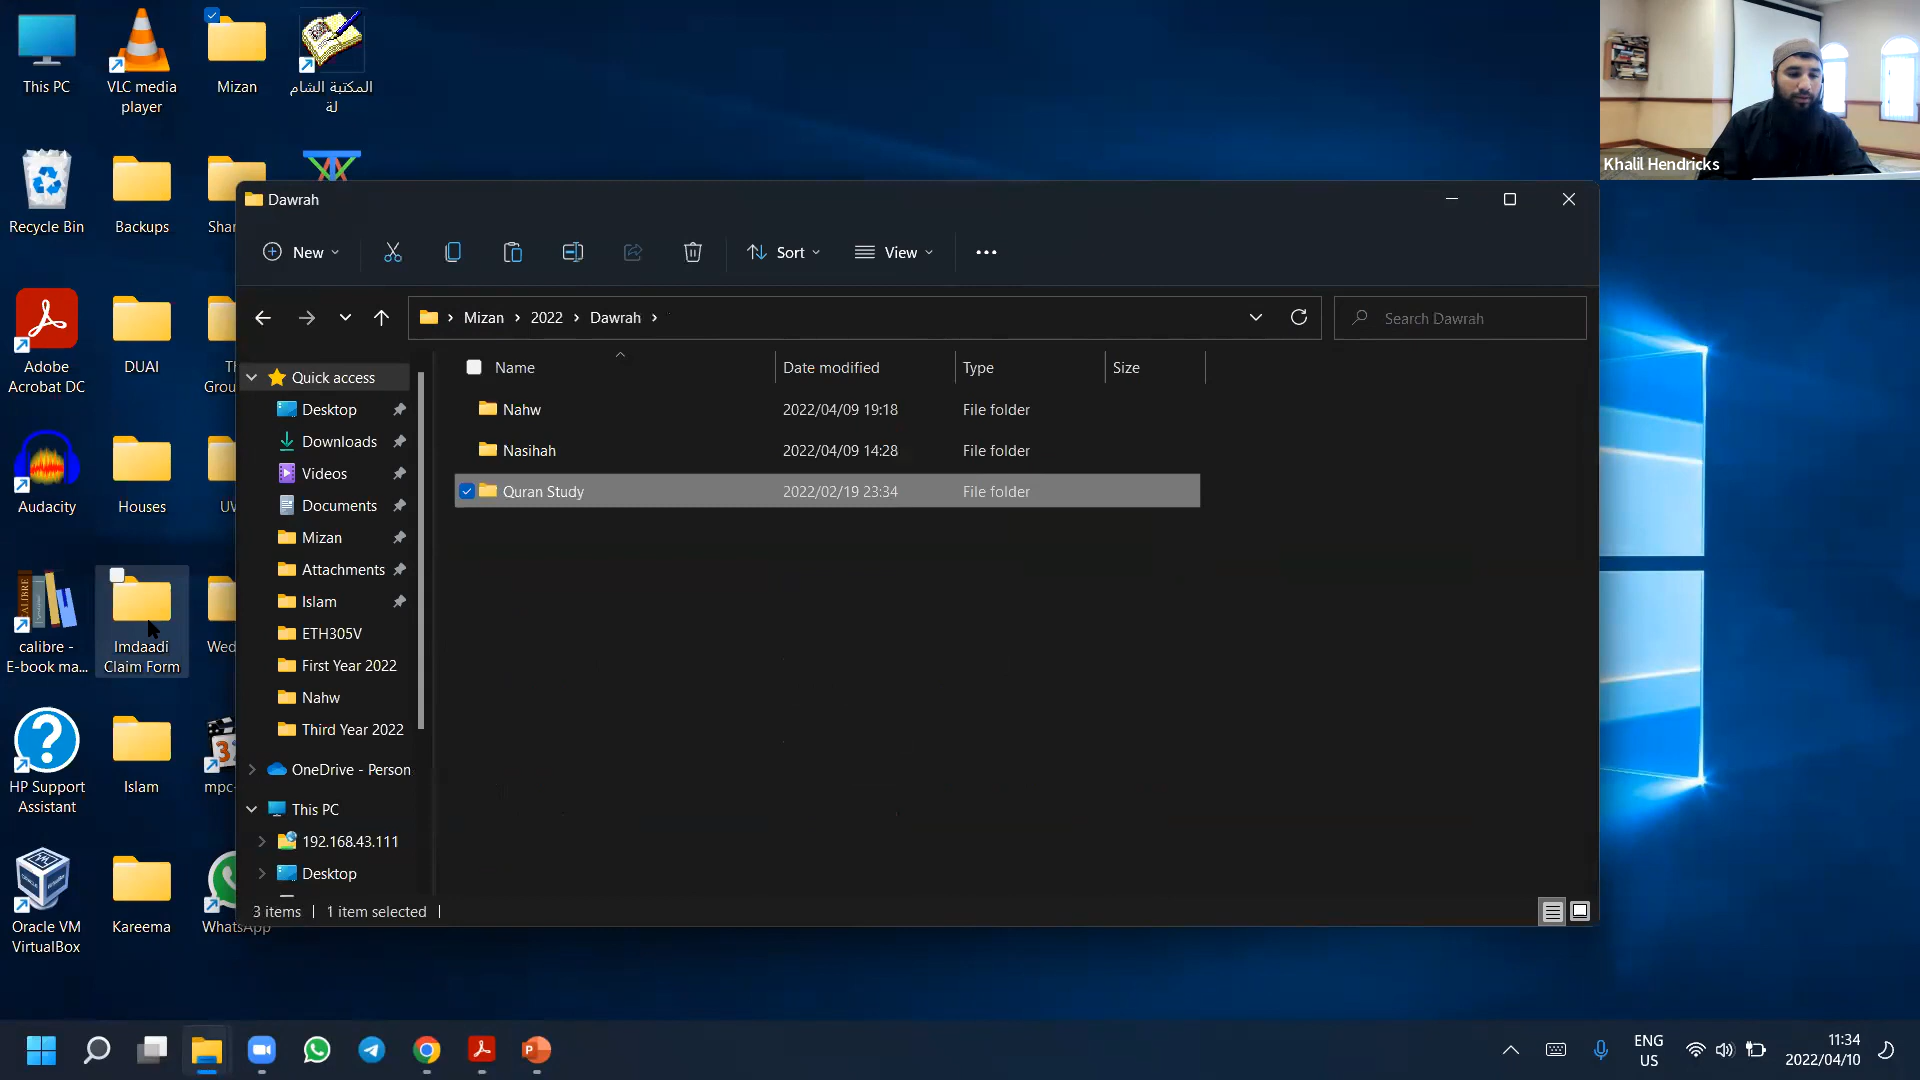 This PC
VLC media
player
Mizan
المكتبة الشام
لة
Khalil Hendricks
Recycle Bin
Backups
Shar
Dawrah
New
Sort
View
Mizan
2022
Dawrah
Search Dawrah
Adobe
Acrobat DC
DUAI
Th
Grou
Name
Date modified
Type
Size
Quick access
Desktop
Downloads
Videos
Documents
Mizan
Attachments
Islam
ETH305V
First Year 2022
Nahw
Third Year 2022
OneDrive - Person
This PC
192.168.43.111
Desktop
Nahw
2022/04/09 19:18
File folder
Nasihah
2022/04/09 14:28
File folder
Quran Study
2022/02/19 23:34
File folder
Audacity
Houses
UW
CALIBRE
calibre -
E-book ma...
Imdaadi
Claim Form
Wed
HP Support
Assistant
Islam
mpc-
3 items
1 item selected
Oracle VM
VirtualBox
Kareema
WhatsApp
ENG
US
11:34
2022/04/10